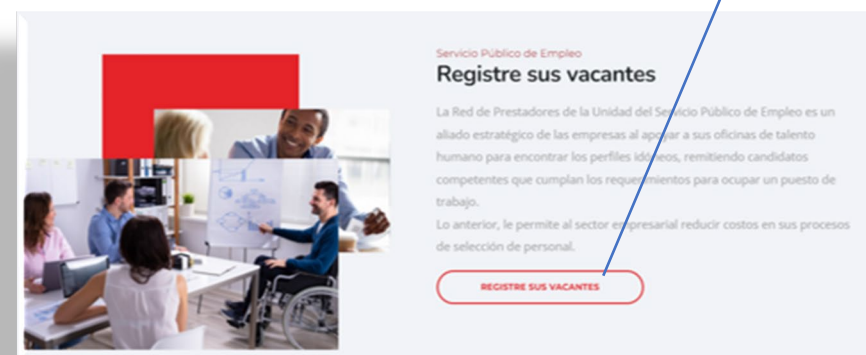 Servicio Público de Empleo
Registre sus vacantes
La Red de Prestadores de la Unidad del Servicio Público de Empleo es un
aliado estratégico de las empresas al apoyar a sus oficinas de talento
humano para encontrar los perfiles idóneos, remitiendo candidatos
competentes que cumplan los requerimientos para ocupar un puesto de
trabajo.
Lo anterior, le permite al sector empresarial reducir costos en sus procesos
de selección de personal.
REGISTRE SUS VACANTES